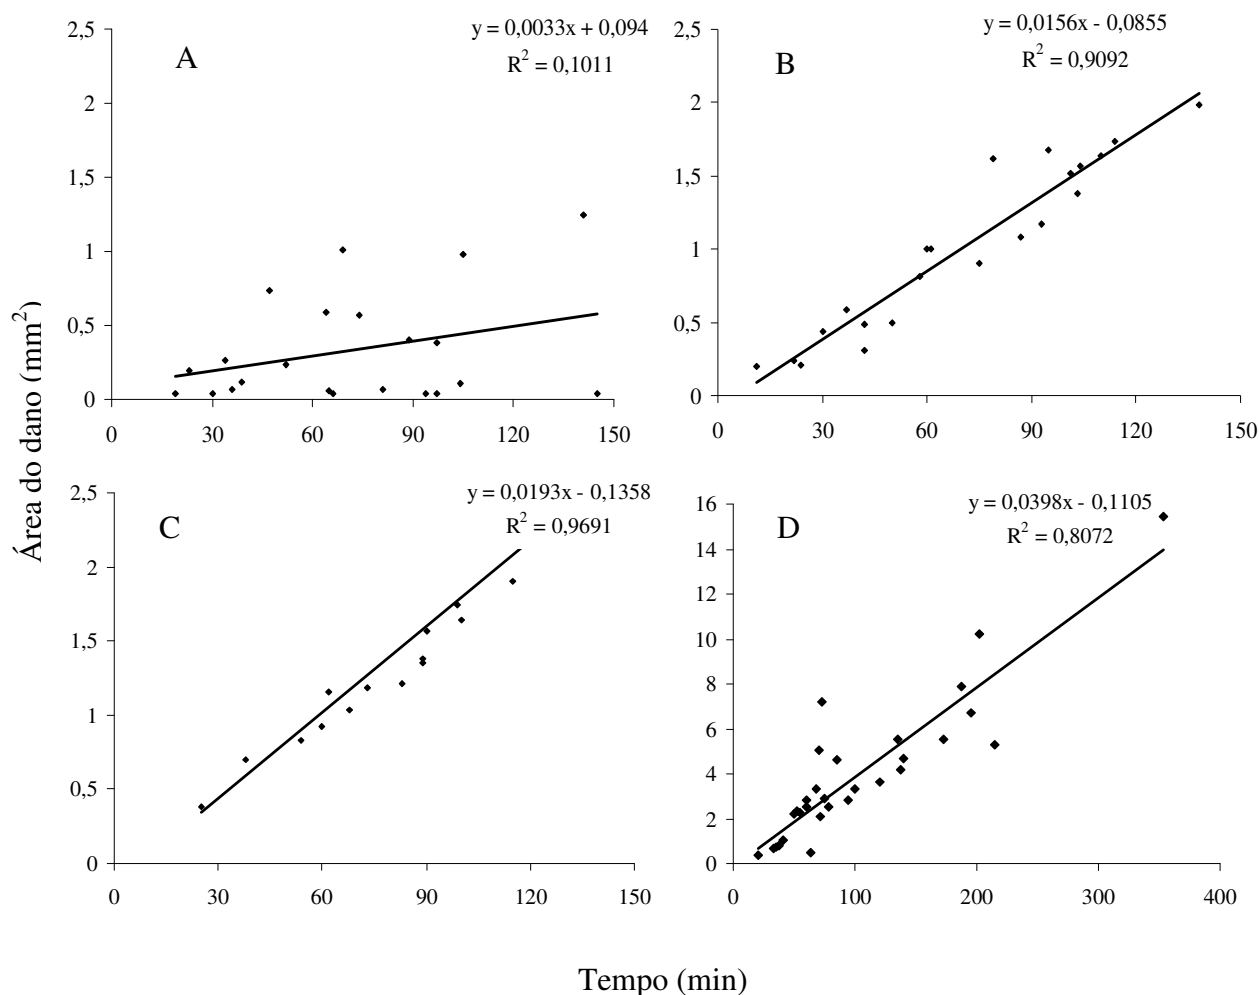 y = 0,0033x + 0,094
R² = 0,1011
A
2,5
2
1,5
1
0,5
0
0 30 60 90 120 150
y = 0,0156x - 0,0855
R² = 0,9092
B
2,5
2
1,5
1
0,5
0
0 30 60 90 120 150
Área do dano (mm²)
y = 0,0193x - 0,1358
R² = 0,9691
C
2,5
2
1,5
1
0,5
0
0 30 60 90 120 150
y = 0,0398x - 0,1105
R² = 0,8072
D
16
14
12
10
8
6
4
2
0
0 100 200 300 400
Tempo (min)